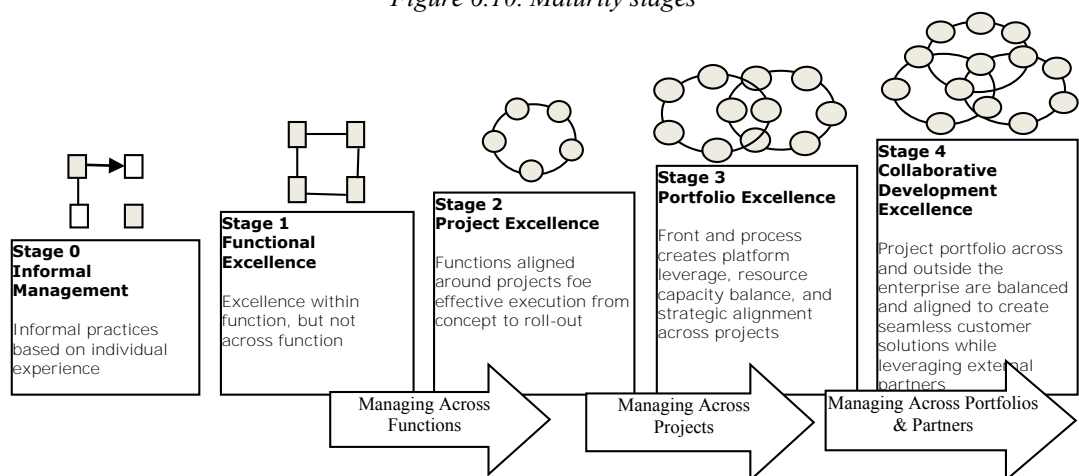 Figure 6.10: Maturity stages
Stage 0
Informal
Management
Informal practices
based on individual
experience
Stage 1
Functional
Excellence
Excellence within
function, but not
across function
Stage 2
Project Excellence
Functions aligned
around projects foe
effective execution from
concept to roll-out
Stage 3
Portfolio Excellence
Front and process
creates platform
leverage, resource
capacity balance, and
strategic alignment
across projects
Stage 4
Collaborative
Development
Excellence
Project portfolio across
and outside the
enterprise are balanced
and aligned to create
seamless customer
solutions while
leveraging external
partners
Managing Across
Functions
Managing Across
Projects
Managing Across Portfolios
& Partners